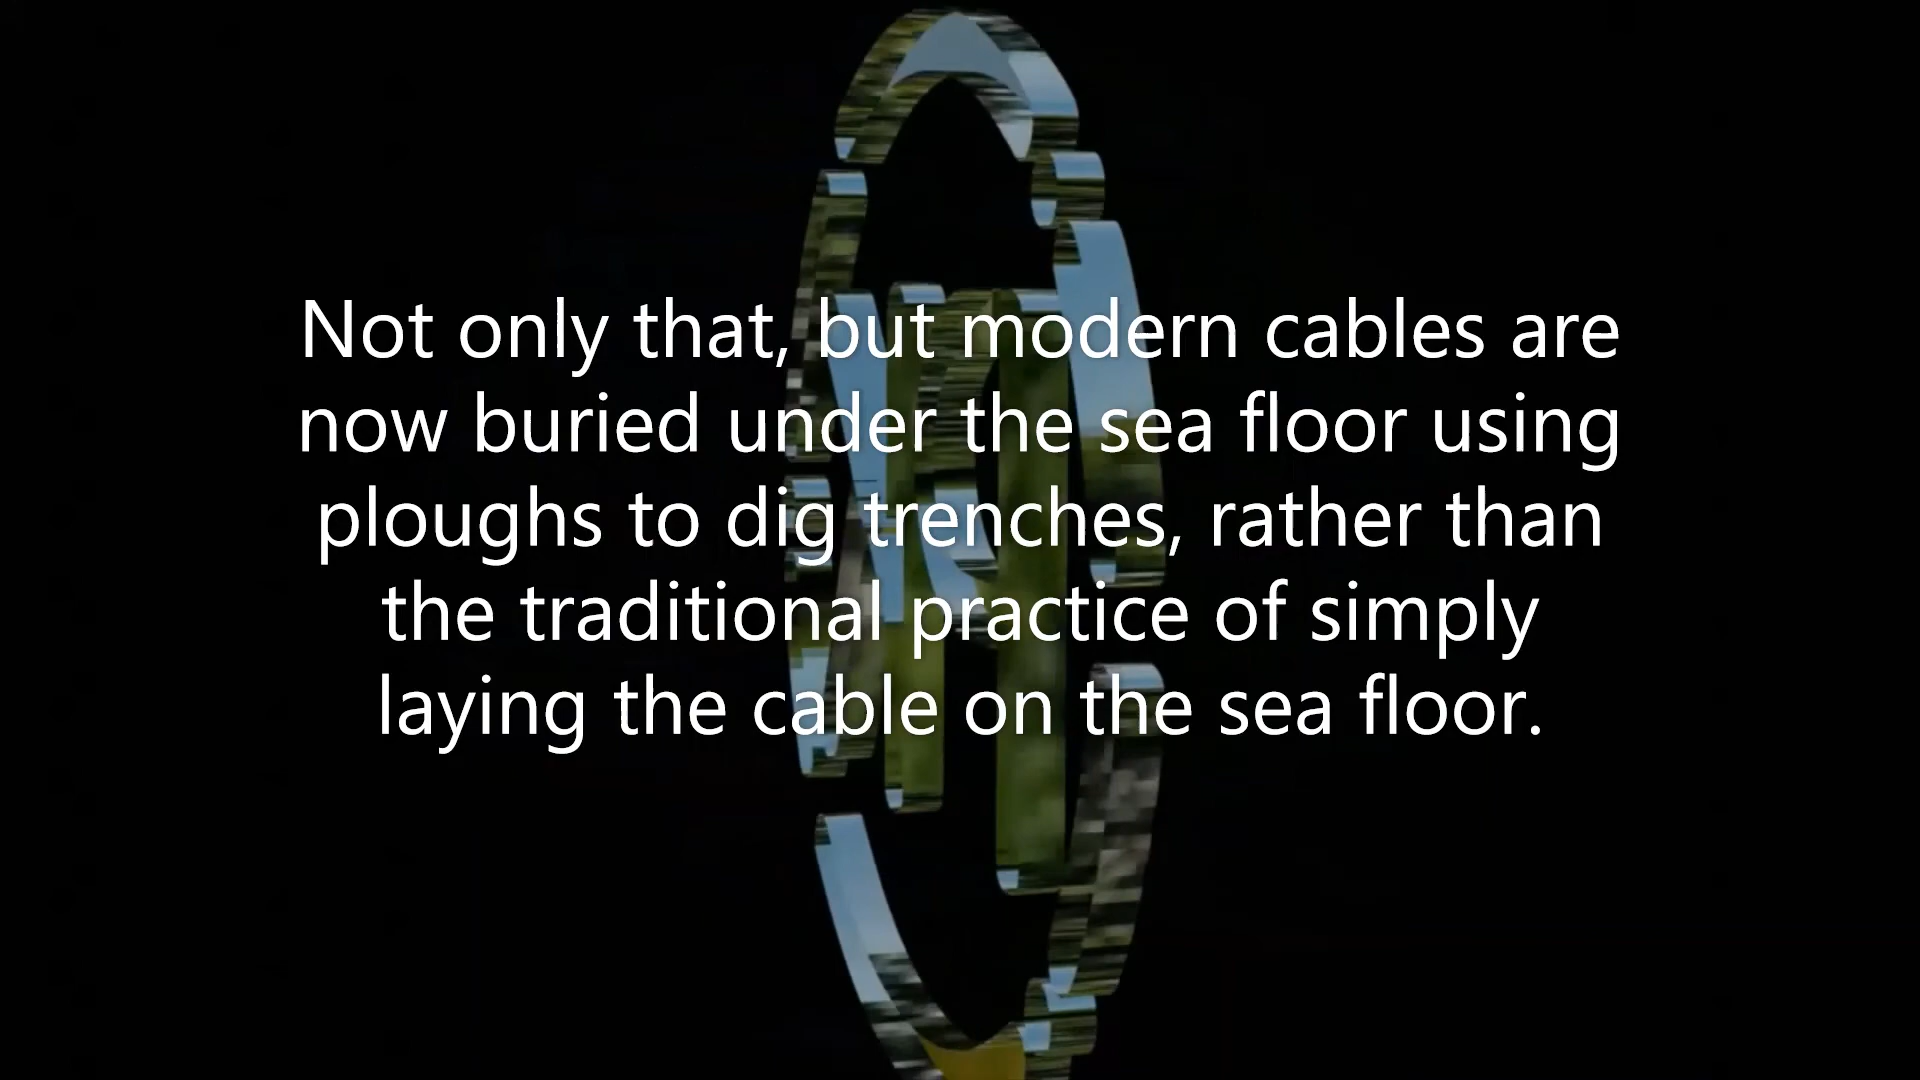 Not only that, but modern cables are
now buried under the sea floor using
ploughs to dig trenches, rather than
the traditional practice of simply
laying the cable on the sea floor.